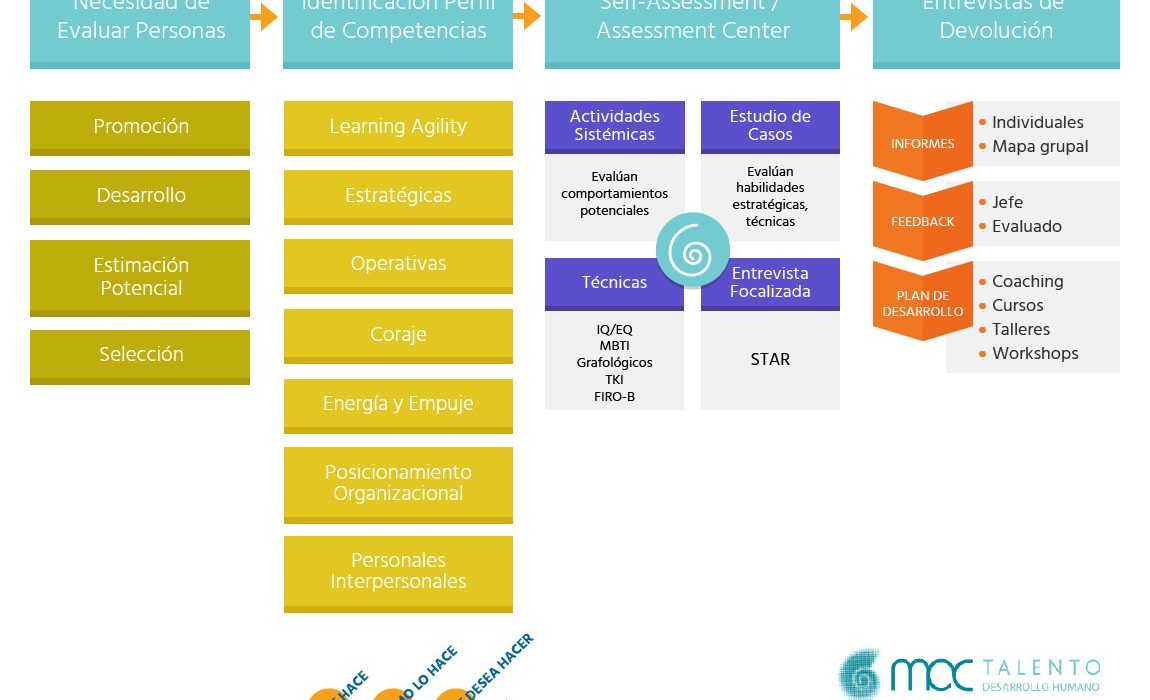 Necesidad de
Evaluar Personas
Identificación Perfil
de Competencias
Self-Assessment /
Assessment Center
Entrevistas de
Devolución
Promoción
Desarrollo
Estimación
Potencial
Selección
Learning Agility
Estratégicas
Operativas
Coraje
Energía y Empuje
Posicionamiento
Organizacional
Personales
Interpersonales
Actividades
Sistémicas
Evalúan
comportamientos
potenciales
Estudio de
Casos
Evalúan
habilidades
estratégicas,
técnicas
Técnicas
IQ/EQ
MBTI
Grafológicos
TKI
FIRO-B
Entrevista
Focalizada
STAR
INFORMES
• Individuales
• Mapa grupal
FEEDBACK
• Jefe
• Evaluado
PLAN DE
DESARROLLO
• Coaching
• Cursos
• Talleres
• Workshops
HACE
LO HACE
DESEA HACER
MCC TALENTO
DESARROLLO HUMANO